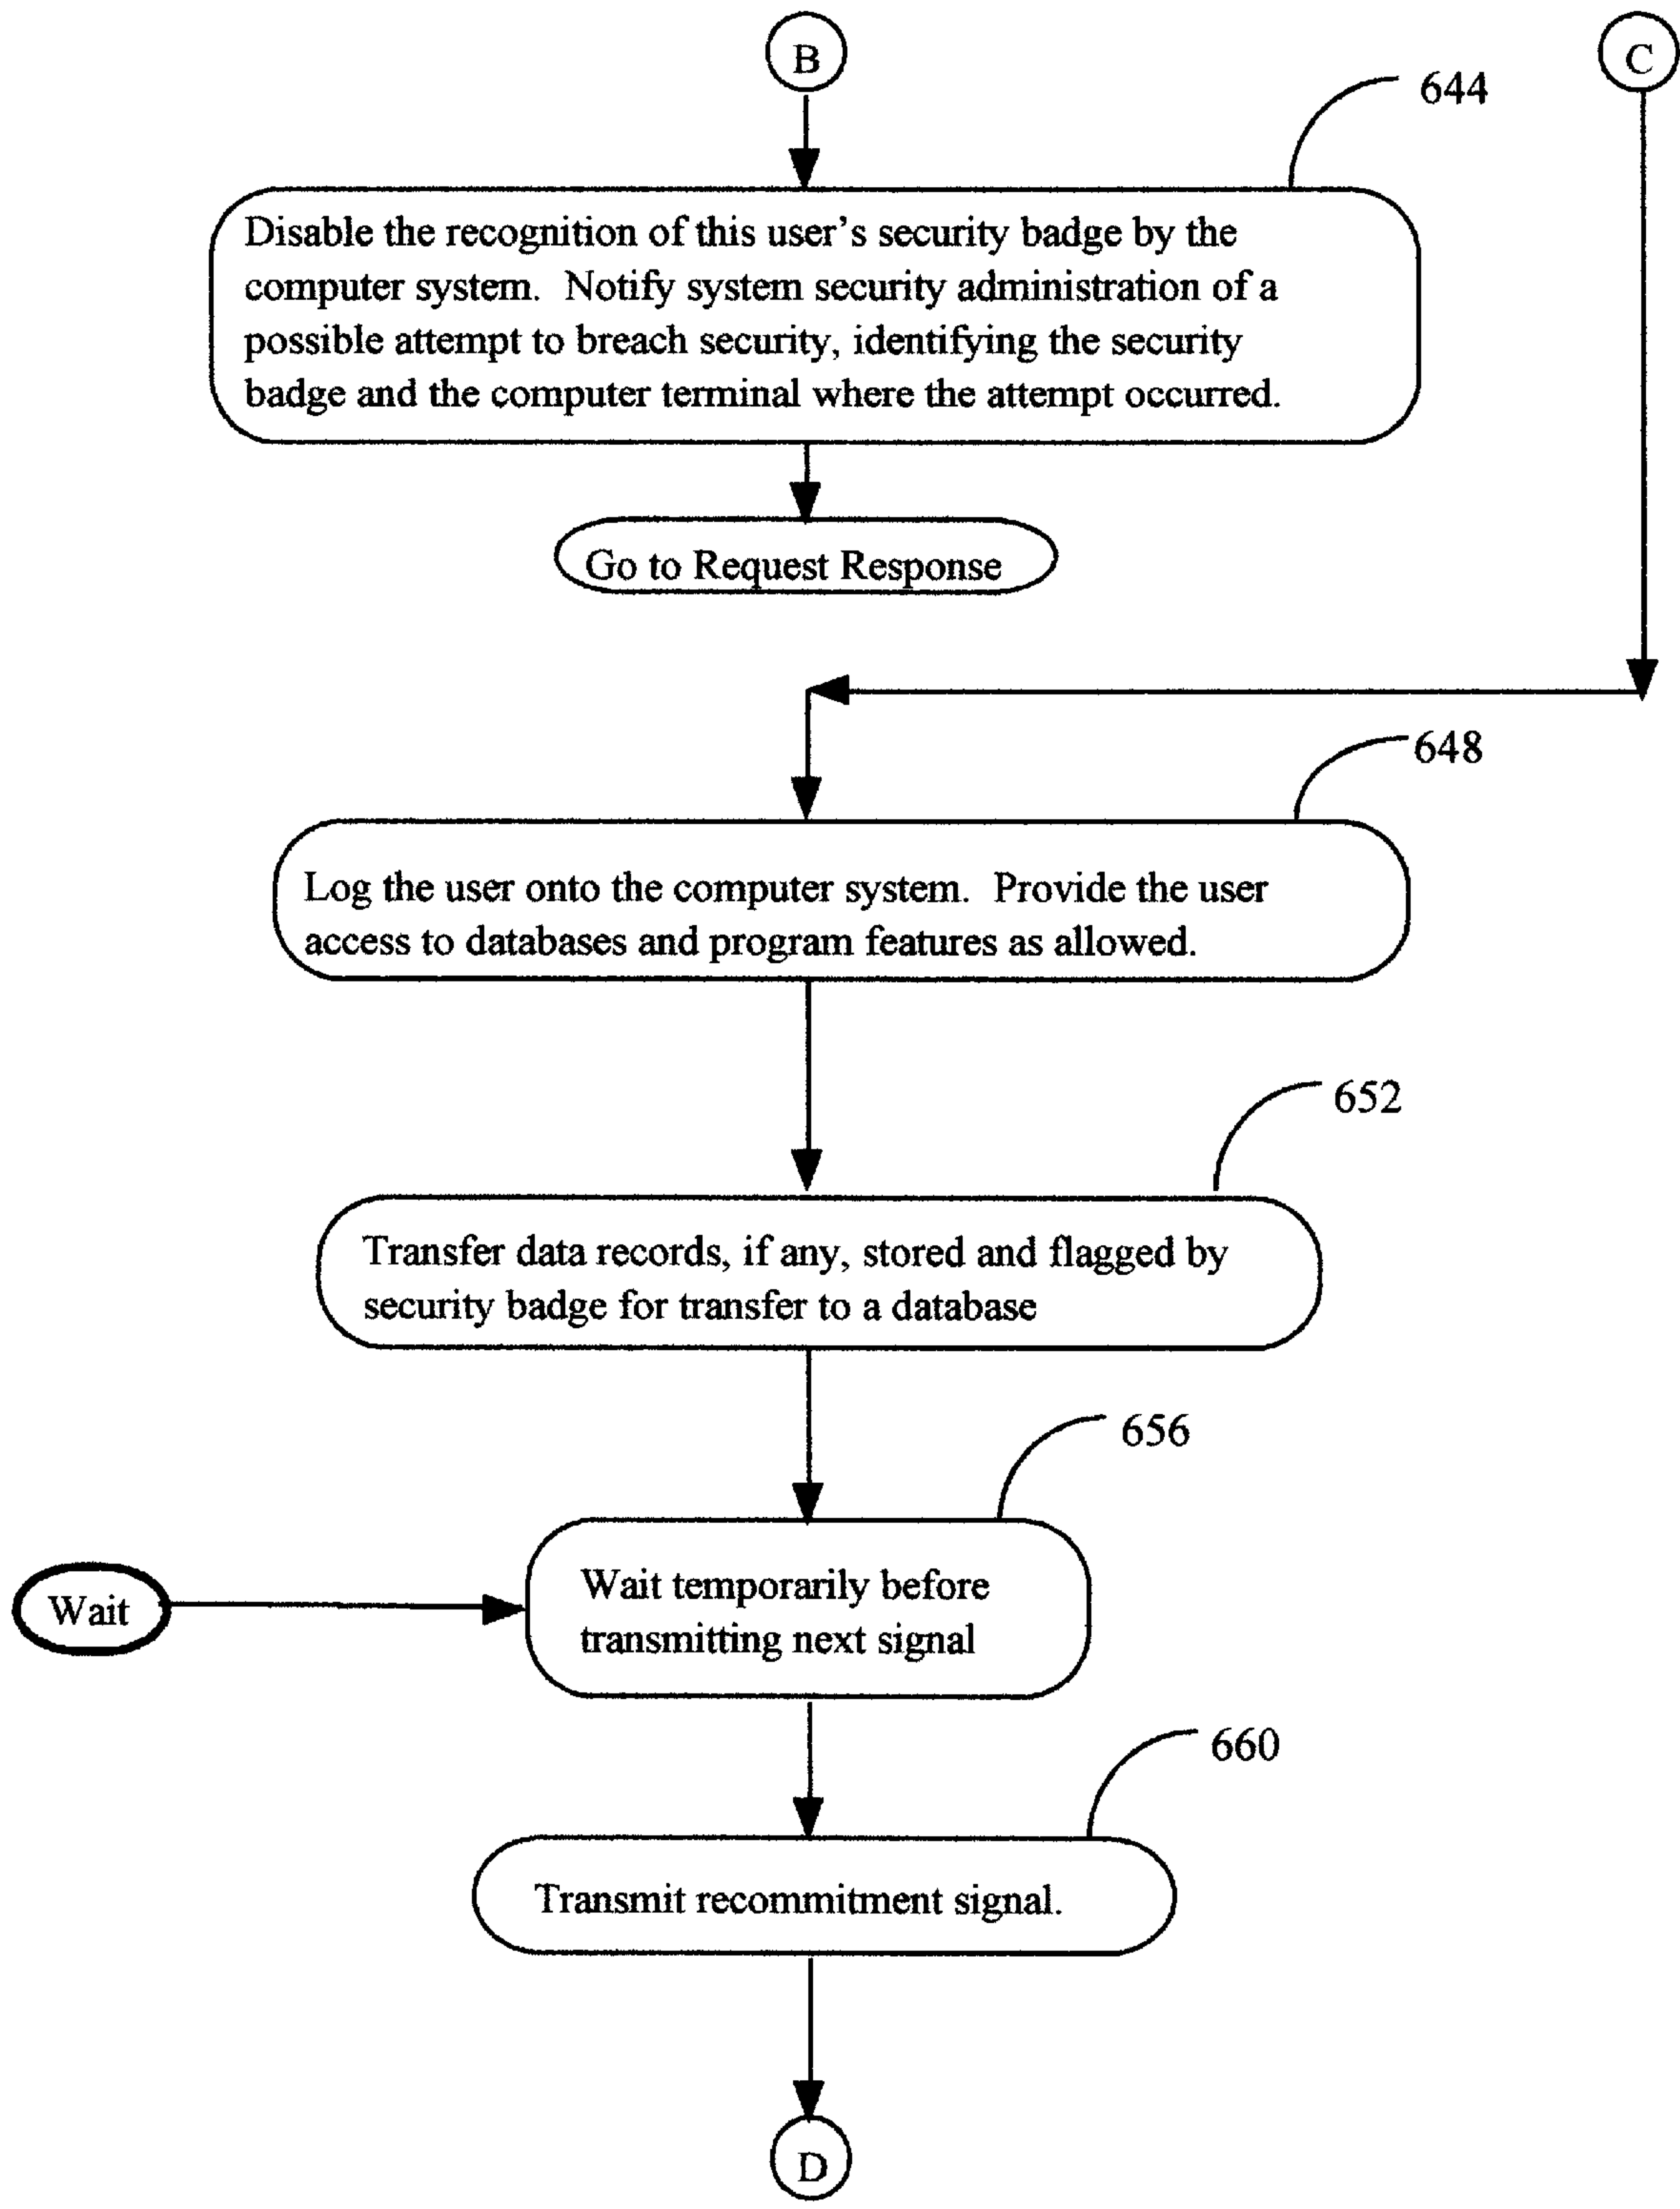 B
C
644
Disable the recognition of this user's security badge by the
computer system. Notify system security administration of a
possible attempt to breach security, identifying the security
badge and the computer terminal where the attempt occurred.
Go to Request Response
648
Log the user onto the computer system. Provide the user
access to databases and program features as allowed.
652
Transfer data records, if any, stored and flagged by
security badge for transfer to a database
656
Wait
Wait temporarily before
transmitting next signal
660
Transmit recommitment signal.
D